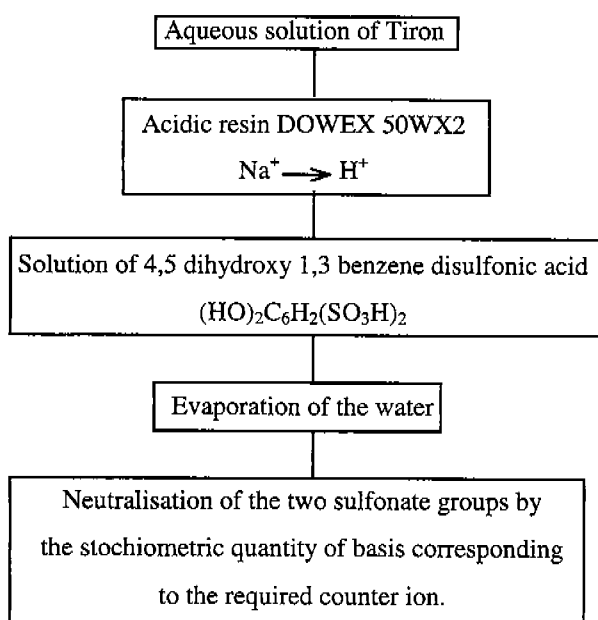 Aqueous solution of Tiron
Acidic resin DOWEX 50WX2
Na⁺ ⟶ H⁺
Solution of 4,5 dihydroxy 1,3 benzene disulfonic acid
(HO)₂C₆H₂(SO₃H)₂
Evaporation of the water
Neutralisation of the two sulfonate groups by
the stochiometric quantity of basis corresponding
to the required counter ion.